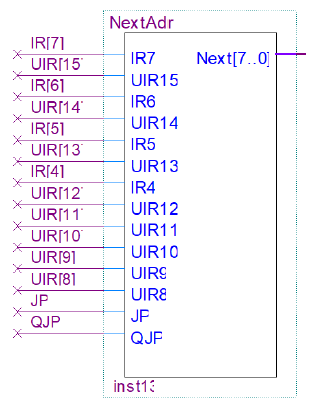 NextAdr
IR[7]
IR7 Next[7..0]
UIR[15]
UIR15
IR[6]
IR6
UIR[14]
UIR14
IR[5]
IR5
UIR[13]
UIR13
IR[4]
IR4
UIR[12]
UIR12
UIR[11]
UIR11
UIR[10]
UIR10
UIR[9]
UIR9
UIR[8]
UIR8
JP
JP
QJP
QJP
inst13